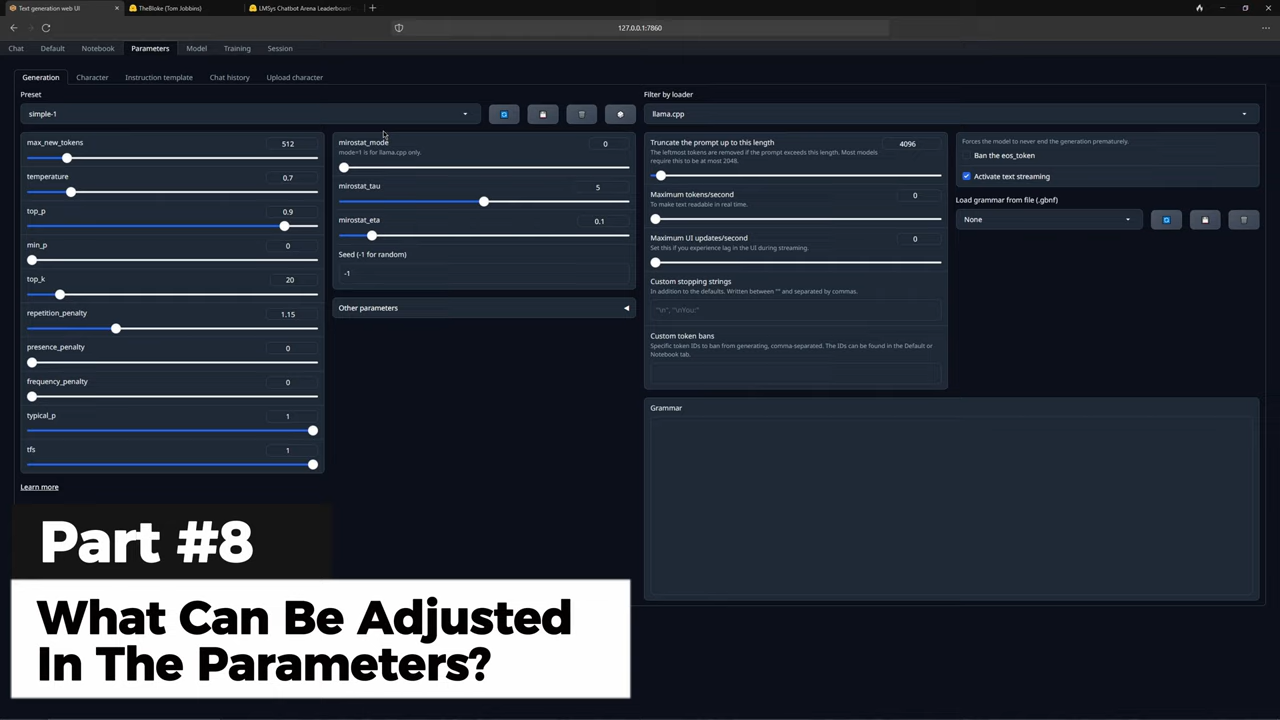 Text generation web UI
TheBloke (Tom Jobbins)
LMSys Chatbot Arena Leaderboard
127.0.0.1:7860
Chat
Default
Notebook
Parameters
Model
Training
Session
Generation
Character
Instruction template
Chat history
Upload character
Preset
simple-1
max_new_tokens
512
temperature
0.7
top_p
0.9
min_p
0
top_k
20
repetition_penalty
1.15
presence_penalty
0
frequency_penalty
0
typical_p
1
tfs
1
Learn more
mirostat_mode
0
mode=1 is for llama.cpp only.
mirostat_tau
5
mirostat_eta
0.1
Seed (-1 for random)
-1
Other parameters
Filter by loader
llama.cpp
Truncate the prompt up to this length
4096
The leftmost tokens are removed if the prompt exceeds this length. Most models
require this to be at most 2048.
Maximum tokens/second
0
To make text readable in real time.
Maximum UI updates/second
0
Set this if you experience lag in the UI during streaming.
Custom stopping strings
In addition to the defaults. Written between "" and separated by commas.
"\n", "\nYou:"
Custom token bans
Specific token IDs to ban from generating, comma-separated. The IDs can be found in the Default or
Notebook tab.
Forces the model to never end the generation prematurely.
Ban the eos_token
Activate text streaming
Load grammar from file (.gbnf)
None
Grammar
Part #8
What Can Be Adjusted
In The Parameters?